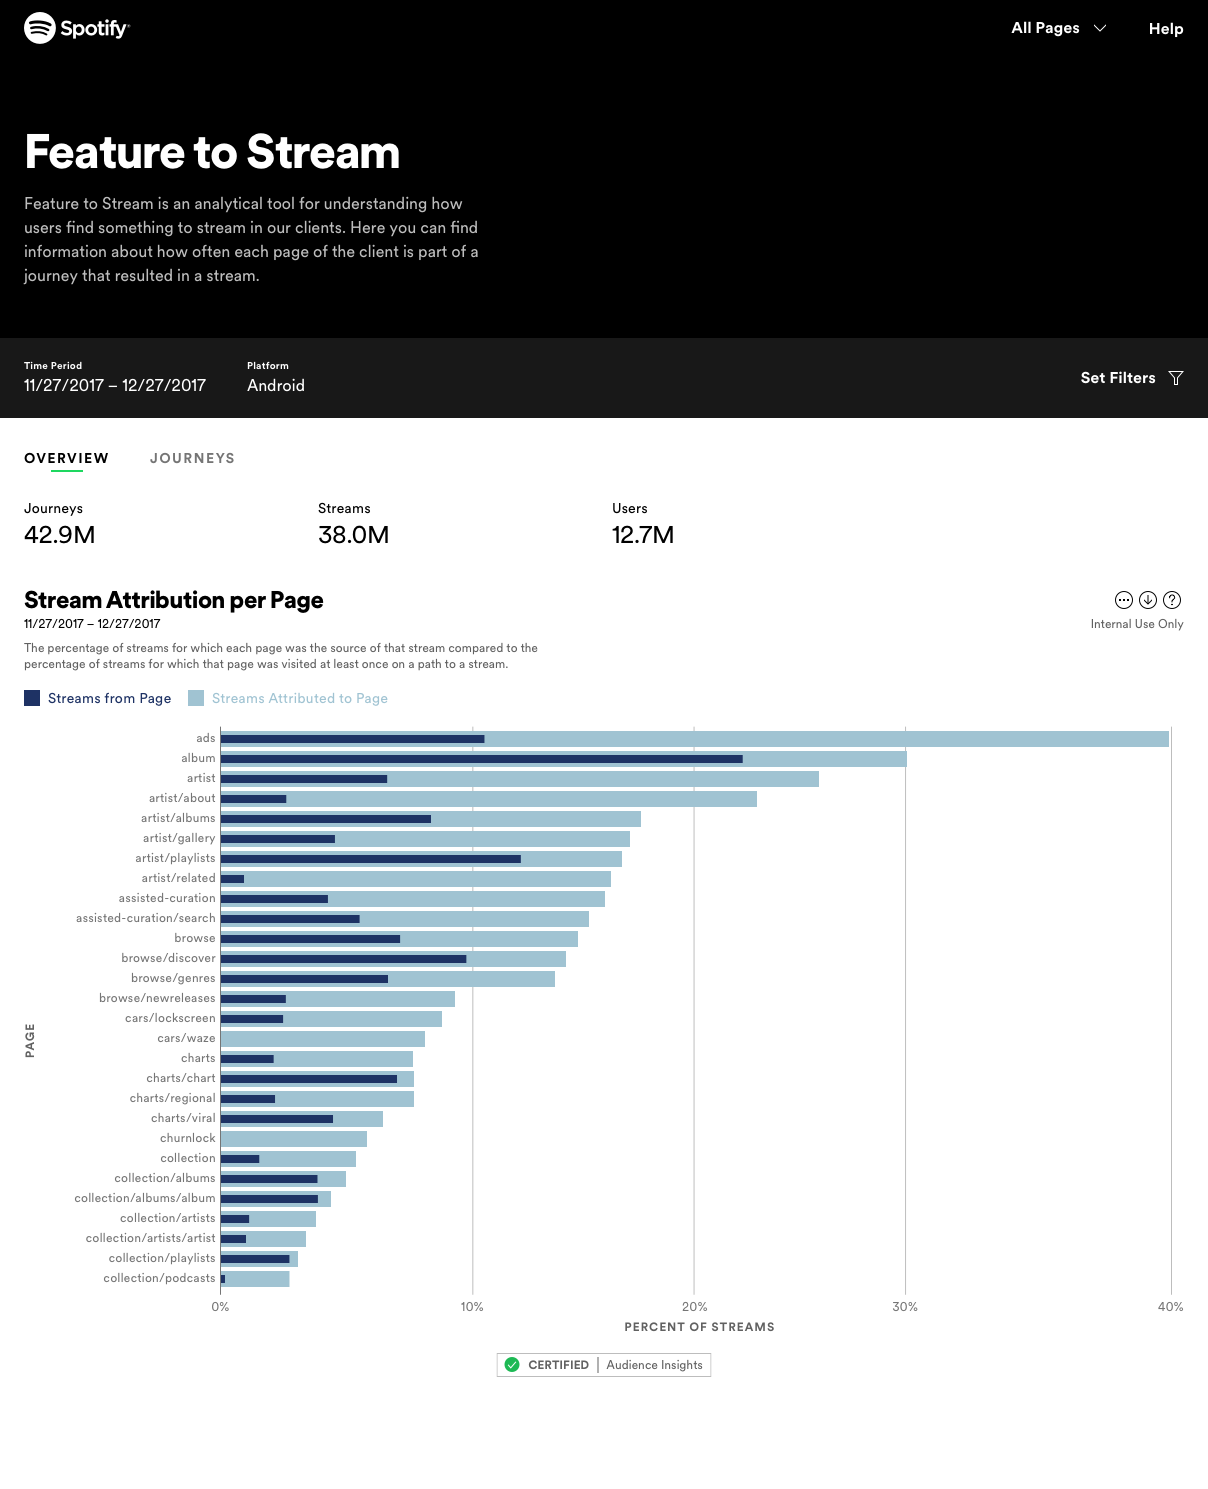 Spotify®
All Pages
Help
Feature to Stream
Feature to Stream is an analytical tool for understanding how
users find something to stream in our clients. Here you can find
information about how often each page of the client is part of a
journey that resulted in a stream.
Time Period
11/27/2017 – 12/27/2017
Platform
Android
Set Filters
OVERVIEW
JOURNEYS
Journeys
42.9M
Streams
38.0M
Users
12.7M
Stream Attribution per Page
11/27/2017 – 12/27/2017
Internal Use Only
The percentage of streams for which each page was the source of that stream compared to the
percentage of streams for which that page was visited at least once on a path to a stream.
Streams from Page
Streams Attributed to Page
PAGE
ads
album
artist
artist/about
artist/albums
artist/gallery
artist/playlists
artist/related
assisted-curation
assisted-curation/search
browse
browse/discover
browse/genres
browse/newreleases
cars/lockscreen
cars/waze
charts
charts/chart
charts/regional
charts/viral
churnlock
collection
collection/albums
collection/albums/album
collection/artists
collection/artists/artist
collection/playlists
collection/podcasts
0%
10%
20%
30%
40%
PERCENT OF STREAMS
CERTIFIED | Audience Insights